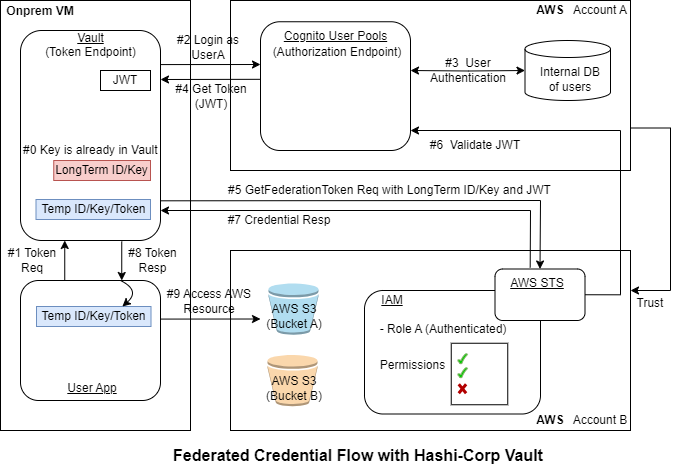 Onprem VM
Vault
(Token Endpoint)
JWT
#0 Key is already in Vault
LongTerm ID/Key
Temp ID/Key/Token
#1 Token
Req
#8 Token
Resp
Temp ID/Key/Token
User App
#2 Login as
UserA
#4 Get Token
(JWT)
AWS Account A
Cognito User Pools
(Authorization Endpoint)
#3 User
Authentication
Internal DB
of users
#6 Validate JWT
#5 GetFederationToken Req with LongTerm ID/Key and JWT
#7 Credential Resp
#9 Access AWS
Resource
AWS S3
(Bucket A)
AWS S3
(Bucket B)
AWS STS
IAM
- Role A (Authenticated)
Permissions
Trust
AWS Account B
Federated Credential Flow with Hashi-Corp Vault